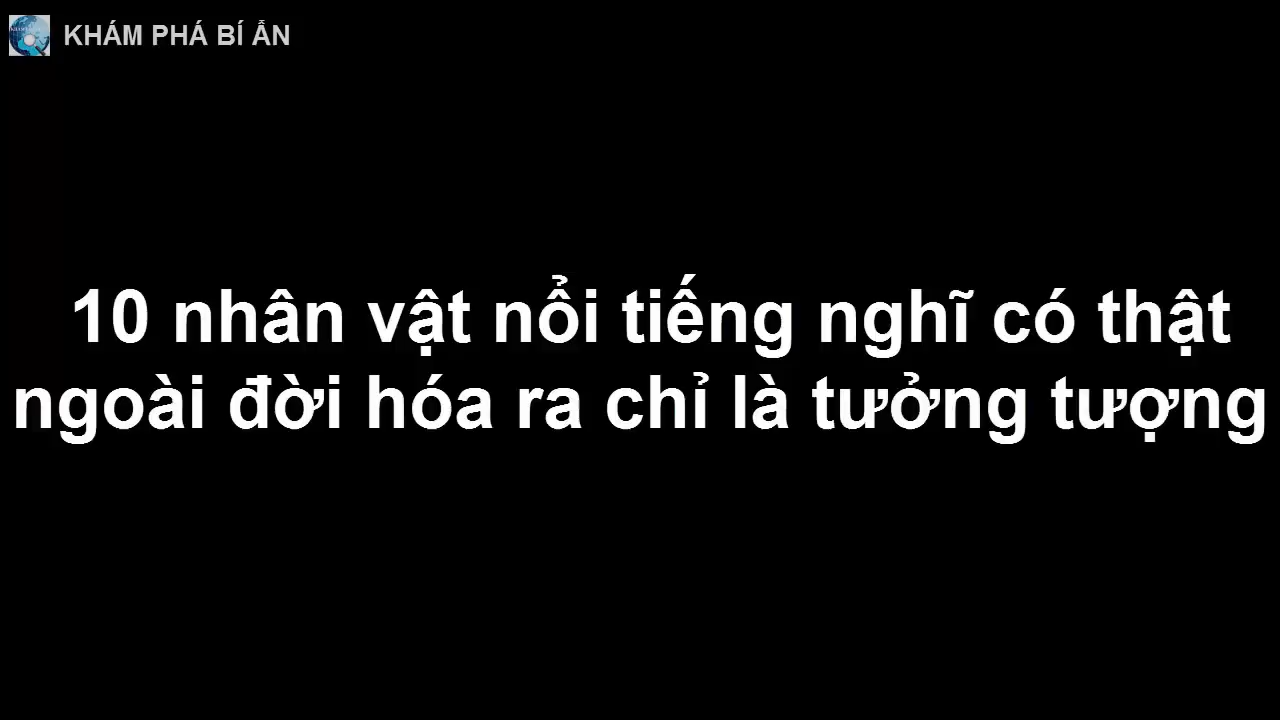 KHÁM PHÁ BÍ ẨN
10 nhân vật nổi tiếng nghĩ có thật
ngoài đời hóa ra chỉ là tưởng tượng